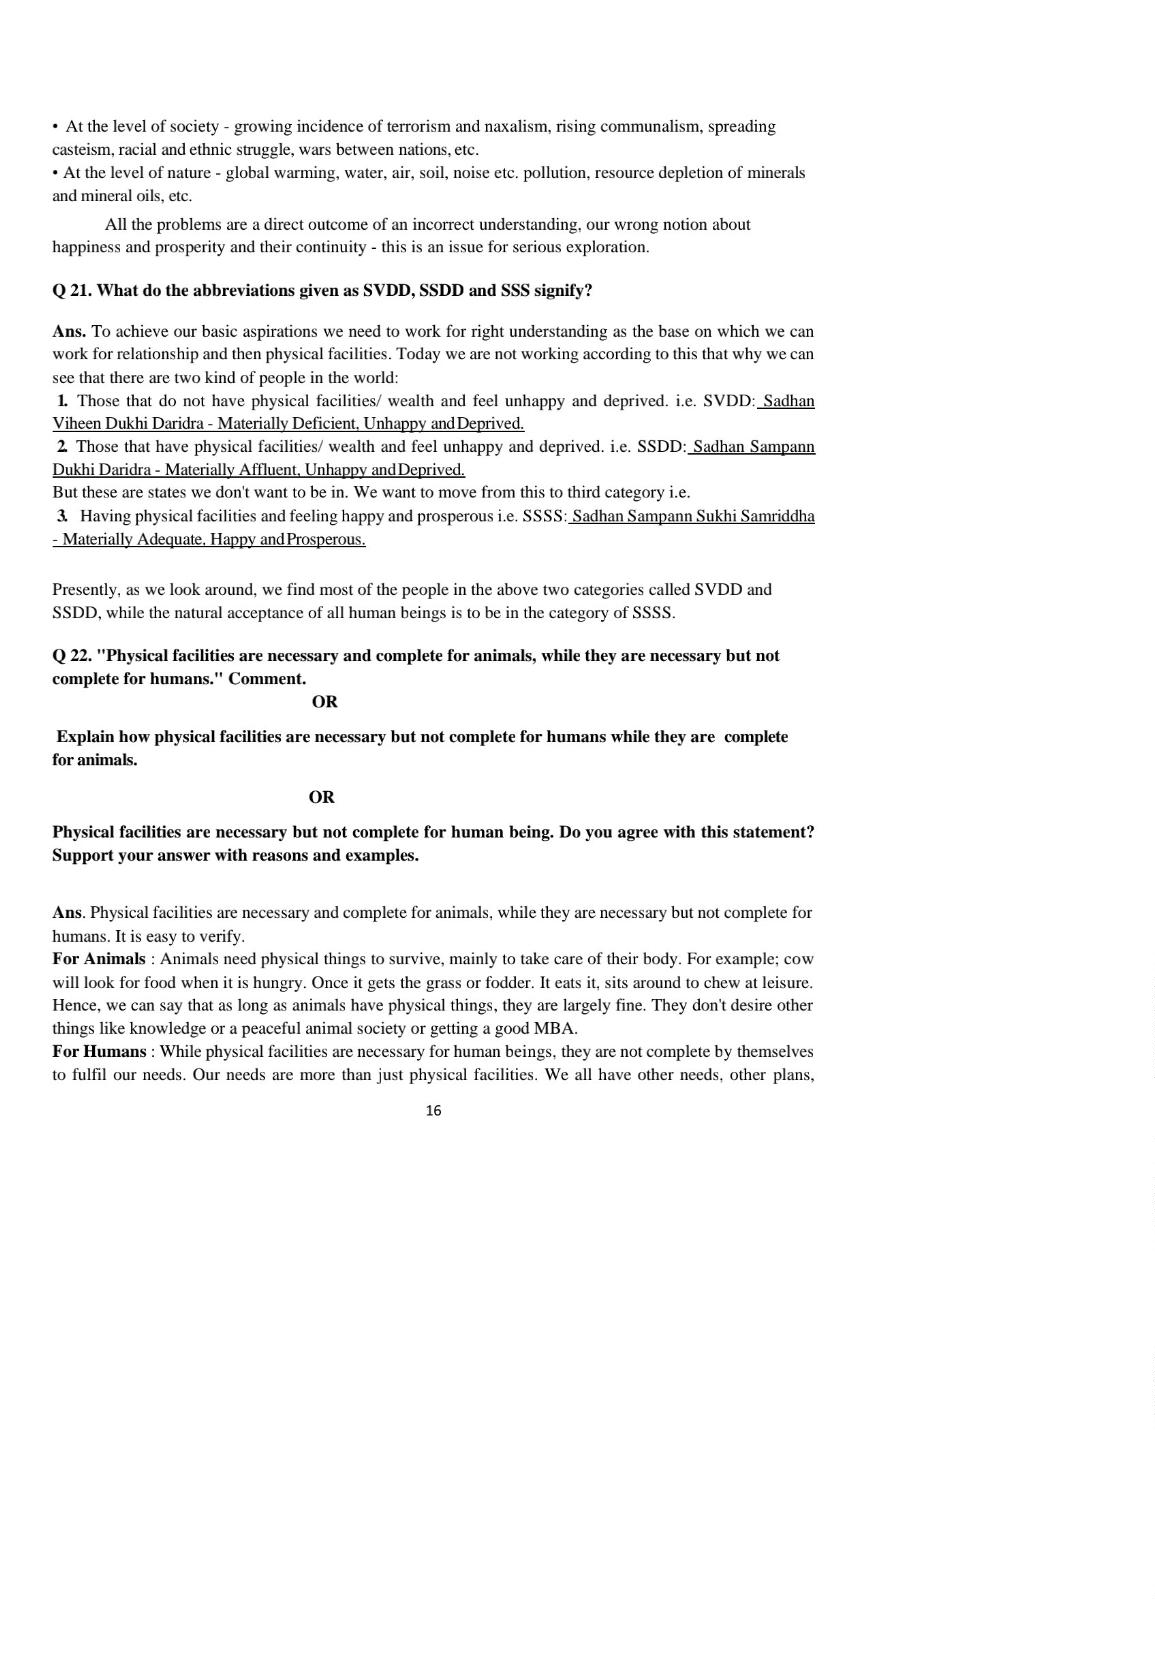 • At the level of society - growing incidence of terrorism and naxalism, rising communalism, spreading
casteism, racial and ethnic struggle, wars between nations, etc.
• At the level of nature - global warming, water, air, soil, noise etc. pollution, resource depletion of minerals
and mineral oils, etc.
All the problems are a direct outcome of an incorrect understanding, our wrong notion about
happiness and prosperity and their continuity - this is an issue for serious exploration.
Q 21. What do the abbreviations given as SVDD, SSDD and SSS signify?
Ans. To achieve our basic aspirations we need to work for right understanding as the base on which we can
work for relationship and then physical facilities. Today we are not working according to this that why we can
see that there are two kind of people in the world:
1. Those that do not have physical facilities/ wealth and feel unhappy and deprived. i.e. SVDD: Sadhan
Viheen Dukhi Daridra - Materially Deficient, Unhappy and Deprived.
2. Those that have physical facilities/ wealth and feel unhappy and deprived. i.e. SSDD: Sadhan Sampann
Dukhi Daridra - Materially Affluent, Unhappy and Deprived.
But these are states we don't want to be in. We want to move from this to third category i.e.
3. Having physical facilities and feeling happy and prosperous i.e. SSSS: Sadhan Sampann Sukhi Samriddha
- Materially Adequate, Happy and Prosperous.
Presently, as we look around, we find most of the people in the above two categories called SVDD and
SSDD, while the natural acceptance of all human beings is to be in the category of SSSS.
Q 22. "Physical facilities are necessary and complete for animals, while they are necessary but not
complete for humans." Comment.
OR
Explain how physical facilities are necessary but not complete for humans while they are complete
for animals.
OR
Physical facilities are necessary but not complete for human being. Do you agree with this statement?
Support your answer with reasons and examples.
Ans. Physical facilities are necessary and complete for animals, while they are necessary but not complete for
humans. It is easy to verify.
For Animals : Animals need physical things to survive, mainly to take care of their body. For example; cow
will look for food when it is hungry. Once it gets the grass or fodder. It eats it, sits around to chew at leisure.
Hence, we can say that as long as animals have physical things, they are largely fine. They don't desire other
things like knowledge or a peaceful animal society or getting a good MBA.
For Humans : While physical facilities are necessary for human beings, they are not complete by themselves
to fulfil our needs. Our needs are more than just physical facilities. We all have other needs, other plans,
16